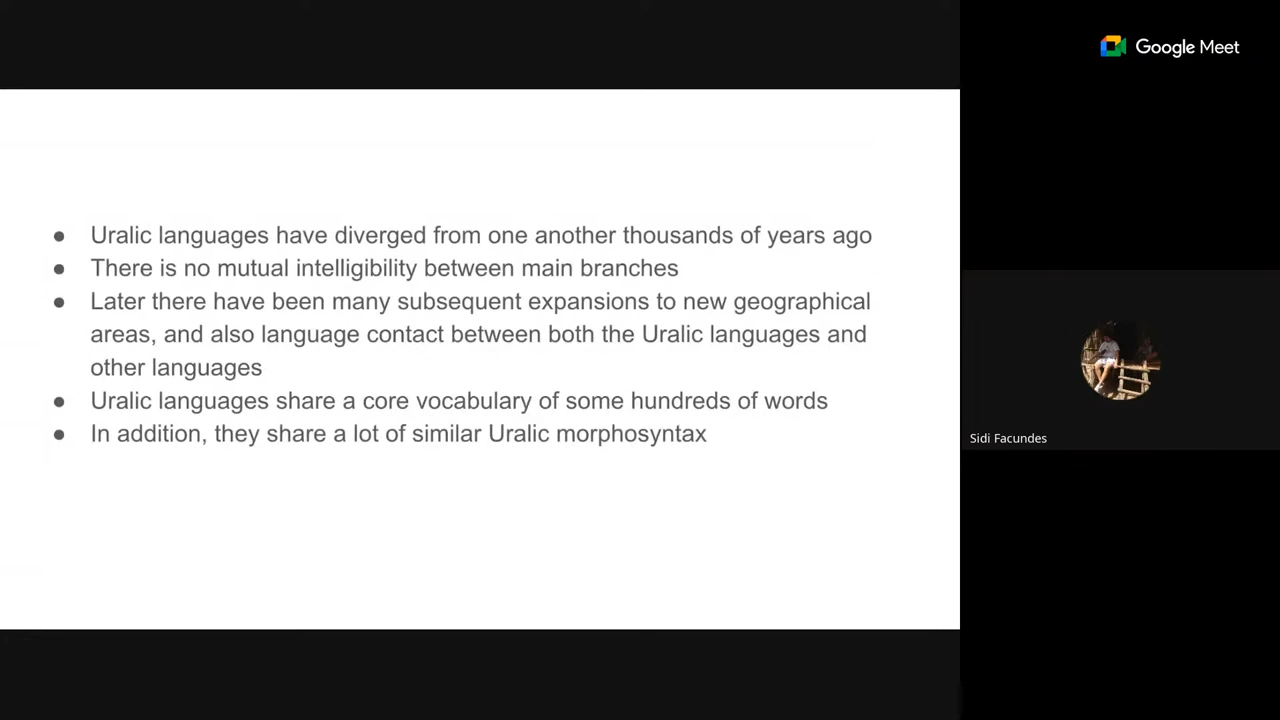 Google Meet
● Uralic languages have diverged from one another thousands of years ago
● There is no mutual intelligibility between main branches
● Later there have been many subsequent expansions to new geographical
areas, and also language contact between both the Uralic languages and
other languages
● Uralic languages share a core vocabulary of some hundreds of words
● In addition, they share a lot of similar Uralic morphosyntax
Sidi Facundes